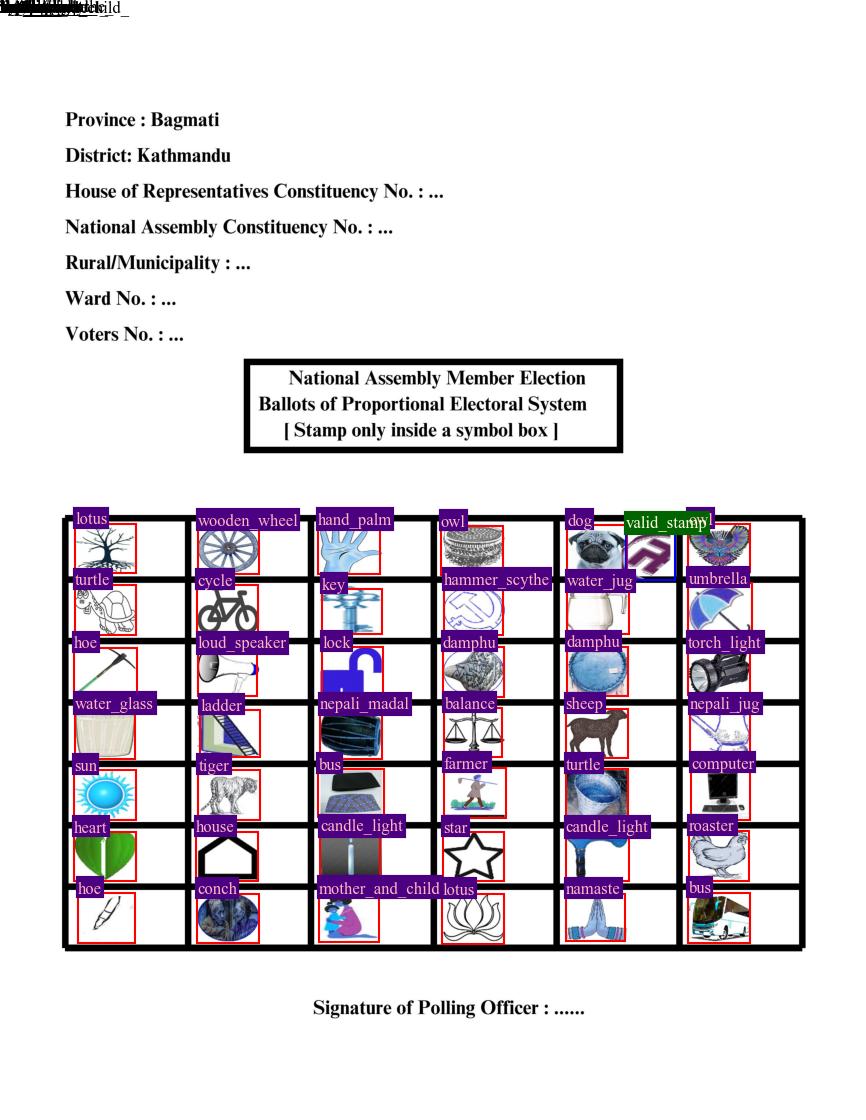 Province : Bagmati
District: Kathmandu
House of Representatives Constituency No. : ...
National Assembly Constituency No. : ...
Rural/Municipality : ...
Ward No. : ...
Voters No. : ...
National Assembly Member Election
Ballots of Proportional Electoral System
[ Stamp only inside a symbol box ]
lotus wooden_wheel hand_palm owl dog valid_stamp owl
turtle cycle key hammer_scythe water_jug umbrella
hoe loud_speaker lock damphu damphu torch_light
water_glass ladder nepali_madal balance sheep nepali_jug
sun tiger bus farmer turtle computer
heart house candle_light star candle_light roaster
hoe conch mother_and_child lotus namaste bus
Signature of Polling Officer : ......